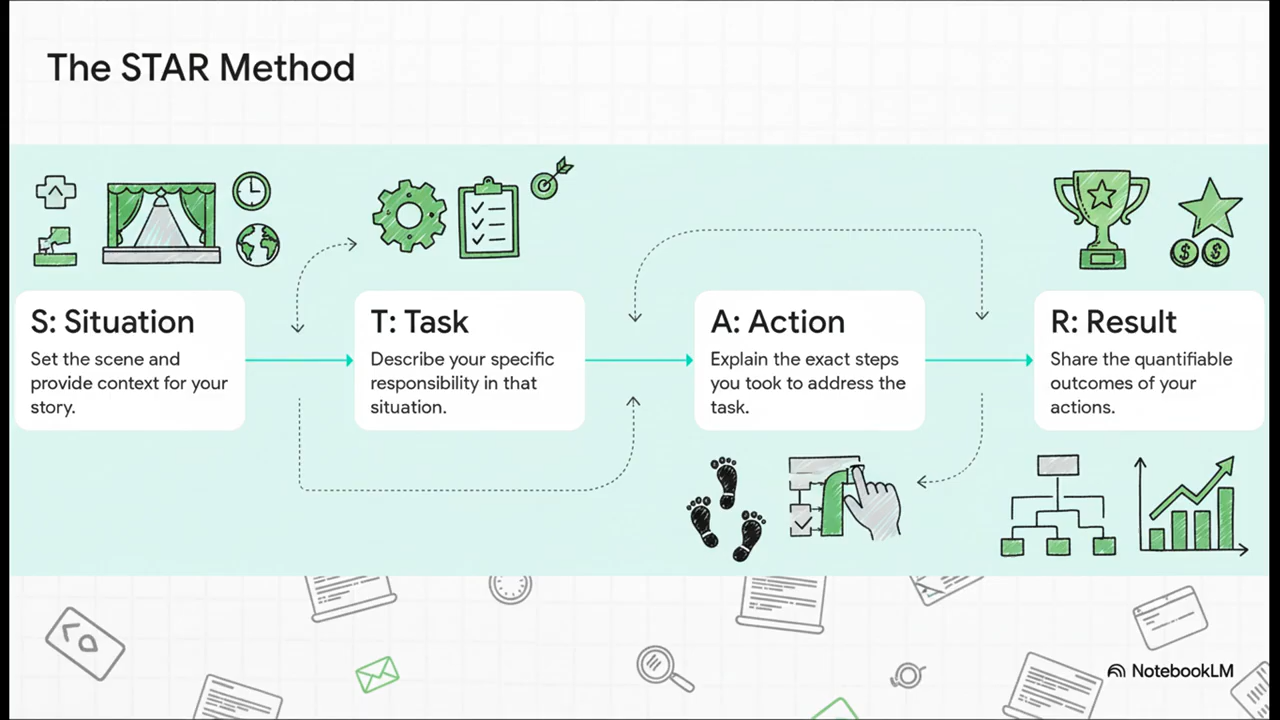 The STAR Method
S: Situation
Set the scene and
provide context for your
story.
T: Task
Describe your specific
responsibility in that
situation.
A: Action
Explain the exact steps
you took to address the
task.
R: Result
Share the quantifiable
outcomes of your
actions.
NotebookLM